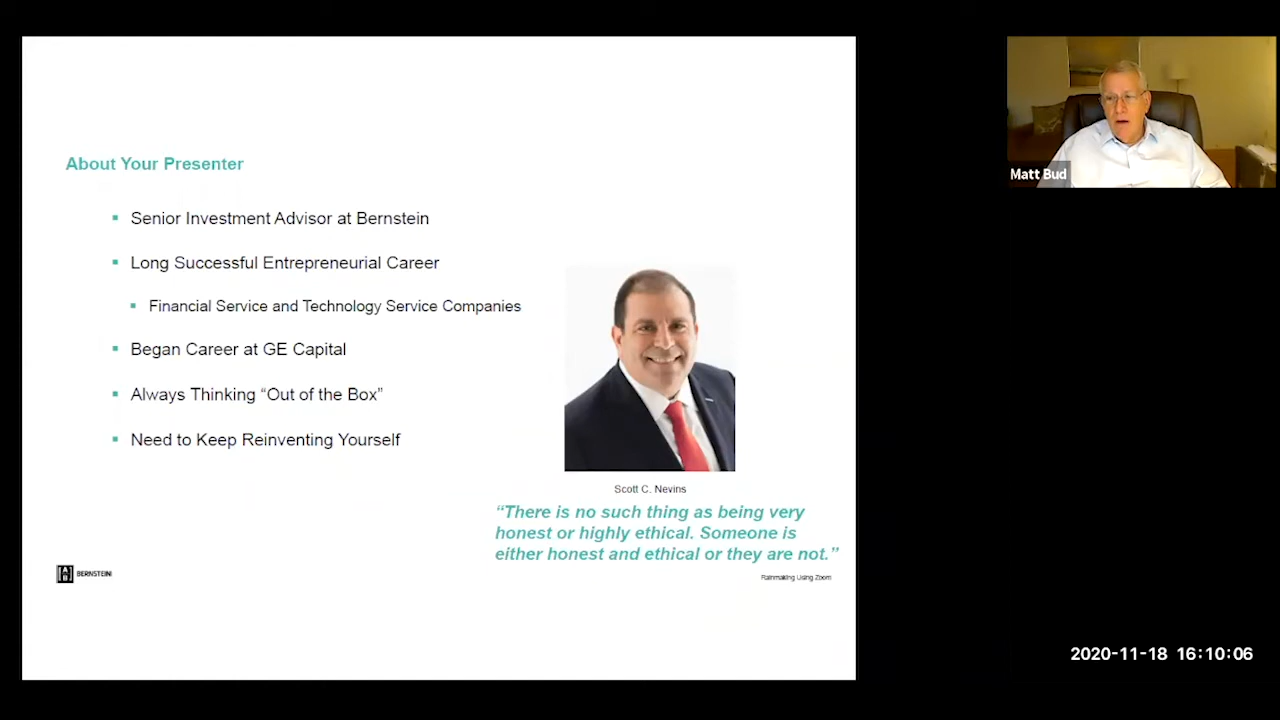 About Your Presenter
▪ Senior Investment Advisor at Bernstein
▪ Long Successful Entrepreneurial Career
▪ Financial Service and Technology Service Companies
▪ Began Career at GE Capital
▪ Always Thinking “Out of the Box”
▪ Need to Keep Reinventing Yourself
Scott C. Nevins
“There is no such thing as being very
honest or highly ethical. Someone is
either honest and ethical or they are not.”
AB BERNSTEIN
Rainmaking Using Zoom
Matt Bud
2020-11-18 16:10:06